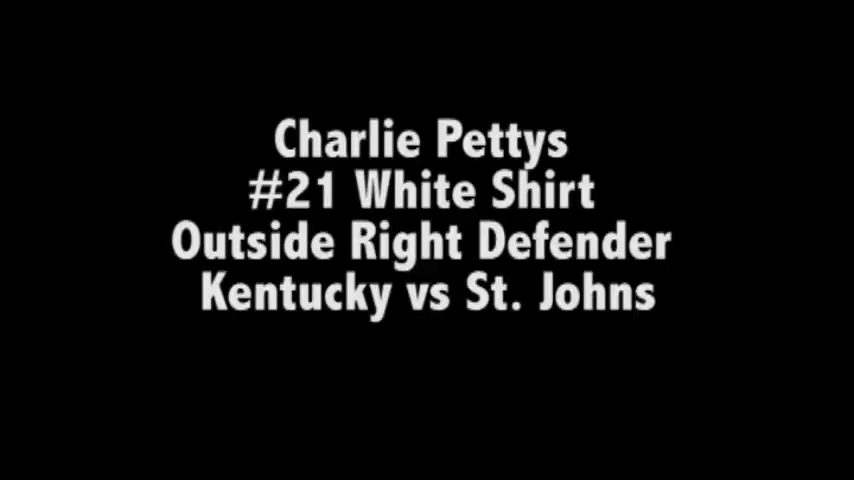 Charlie Pettys
#21 White Shirt
Outside Right Defender
Kentucky vs St. Johns